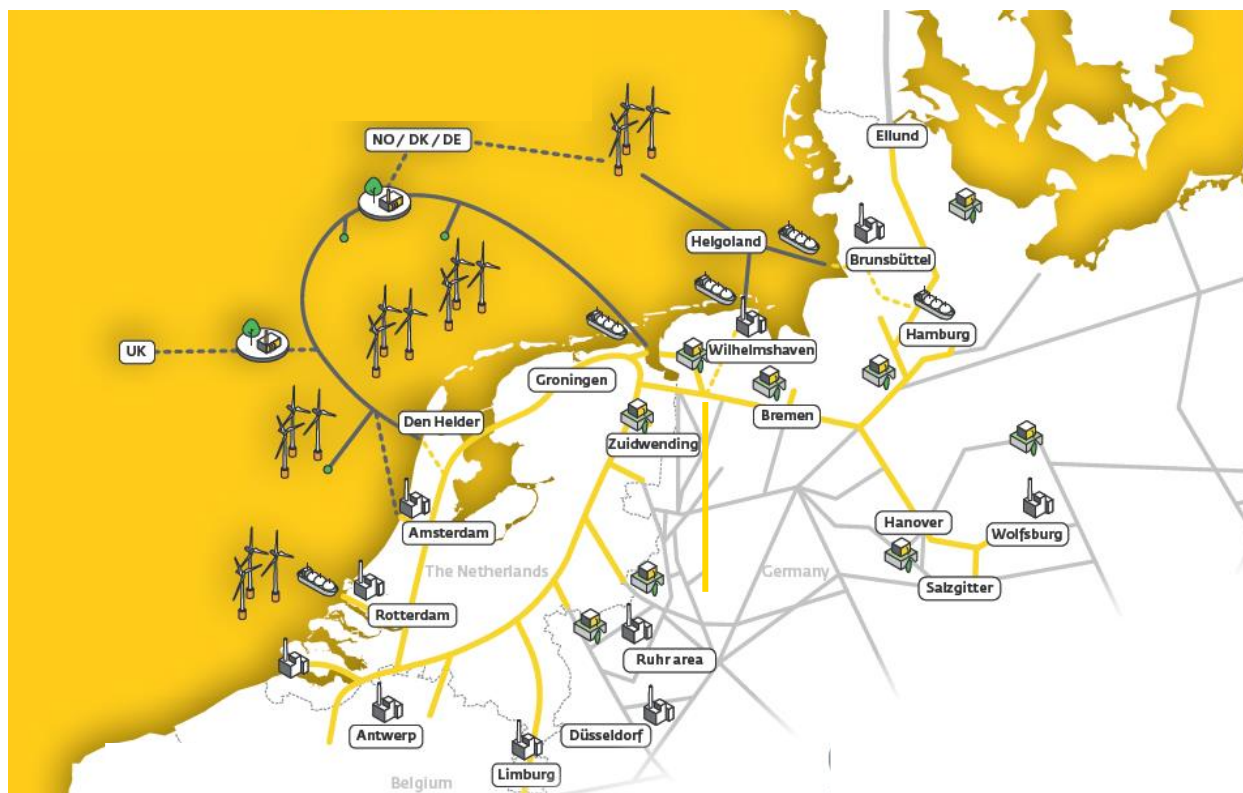 Ellund
NO / DK / DE
Helgoland
Brunsbüttel
Hamburg
UK
Wilhelmshaven
Groningen
Bremen
Den Helder
Zuidwending
Hanover
Wolfsburg
Amsterdam
The Netherlands
Germany
Salzgitter
Rotterdam
Ruhr area
Antwerp
Düsseldorf
Limburg
Belgium